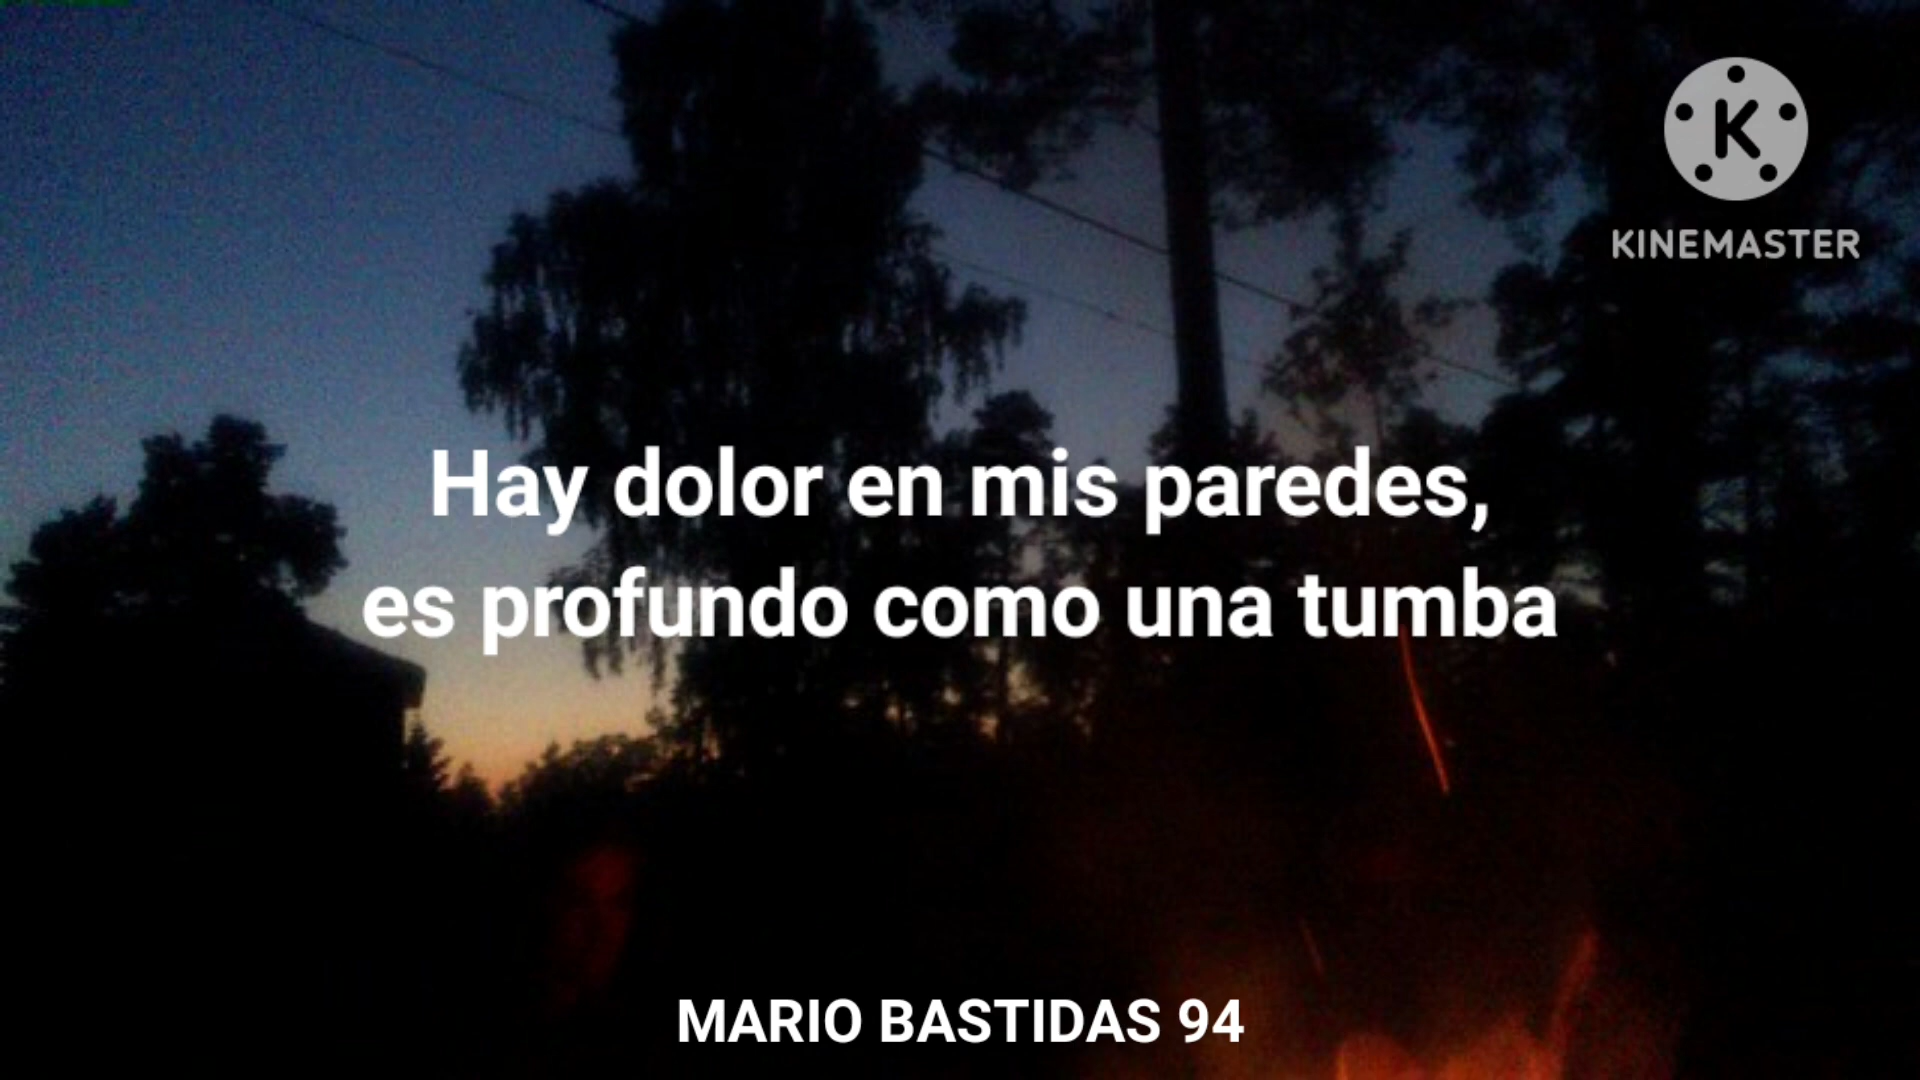 K
KINEMASTER
Hay dolor en mis paredes,
es profundo como una tumba
MARIO BASTIDAS 94